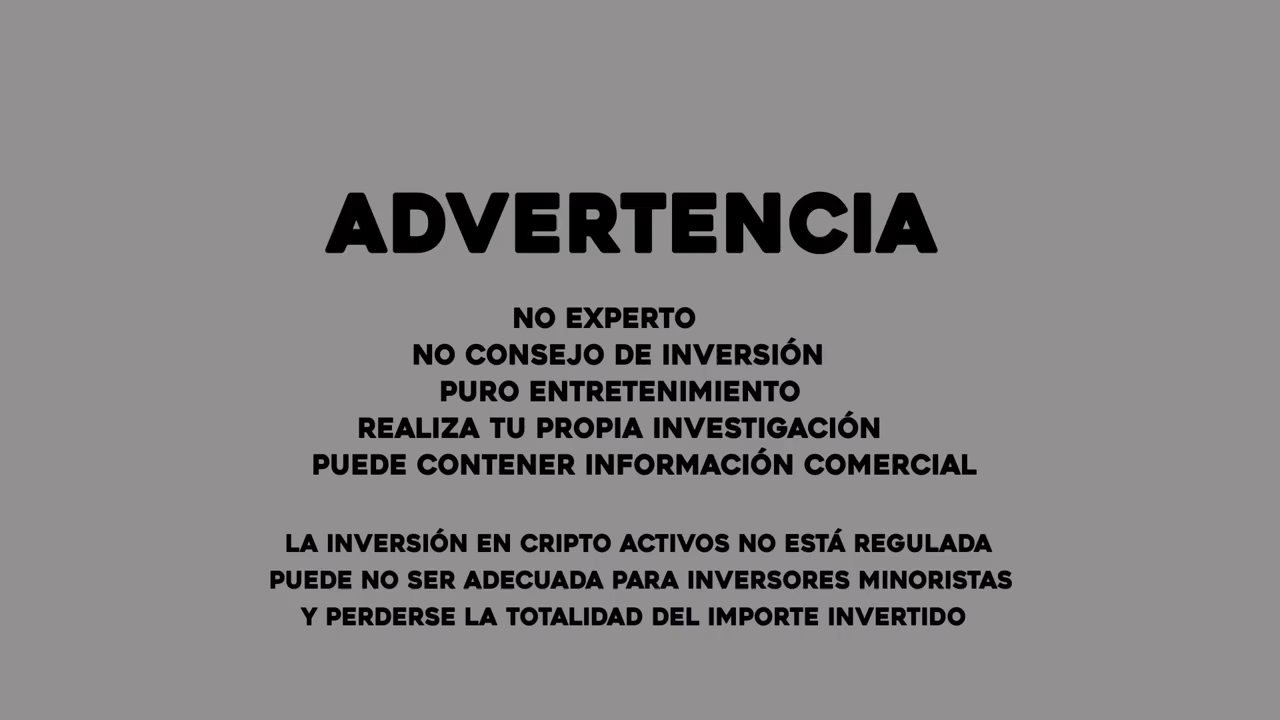 ADVERTENCIA
NO EXPERTO
NO CONSEJO DE INVERSIÓN
PURO ENTRETENIMIENTO
REALIZA TU PROPIA INVESTIGACIÓN
PUEDE CONTENER INFORMACIÓN COMERCIAL
LA INVERSIÓN EN CRIPTO ACTIVOS NO ESTÁ REGULADA
PUEDE NO SER ADECUADA PARA INVERSORES MINORISTAS
Y PERDERSE LA TOTALIDAD DEL IMPORTE INVERTIDO